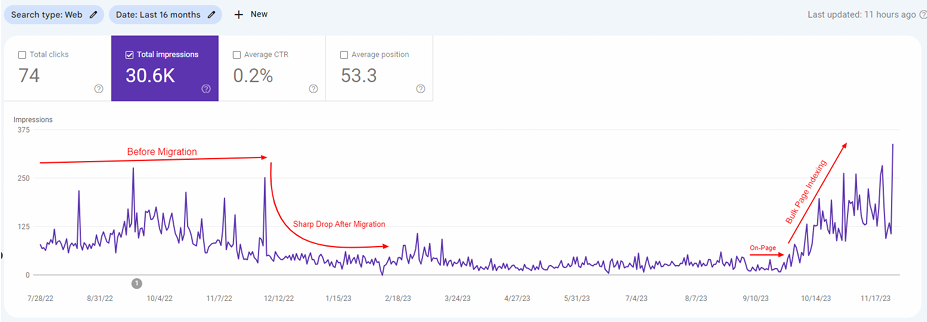 Search type: Web
Date: Last 16 months
+ New
Last updated: 11 hours ago
Total clicks
74
Total impressions
30.6K
Average CTR
0.2%
Average position
53.3
Impressions
375
250
125
0
Before Migration
Sharp Drop After Migration
On-Page
Bulk Page Indexing
1
7/28/22 8/31/22 10/4/22 11/7/22 12/12/22 1/15/23 2/18/23 3/24/23 4/27/23 5/31/23 7/4/23 8/7/23 9/10/23 10/14/23 11/17/23